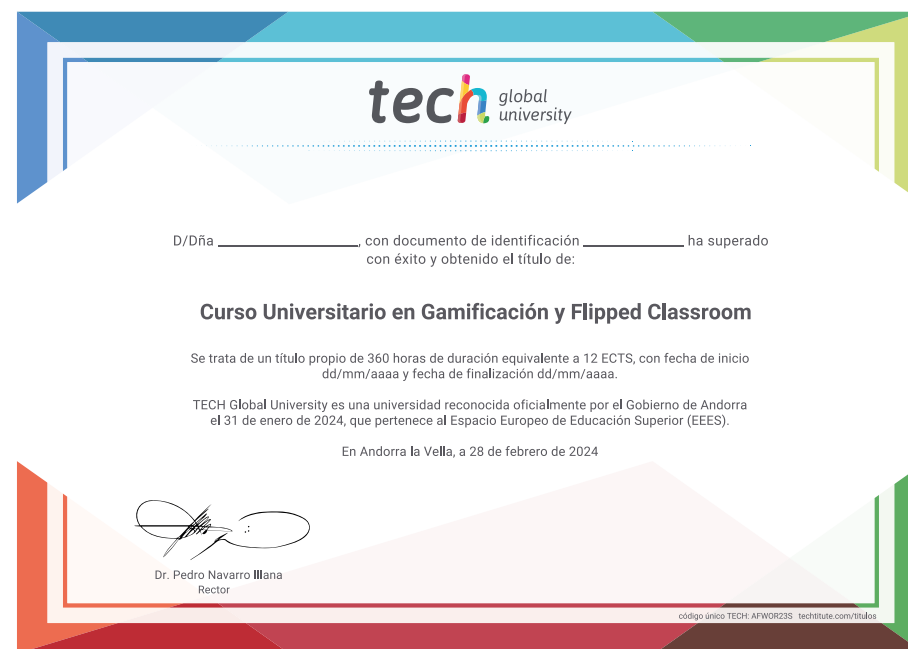 tech global university
D/Dña ____________________, con documento de identificación ______________ ha superado
con éxito y obtenido el título de:
Curso Universitario en Gamificación y Flipped Classroom
Se trata de un título propio de 360 horas de duración equivalente a 12 ECTS, con fecha de inicio
dd/mm/aaaa y fecha de finalización dd/mm/aaaa.
TECH Global University es una universidad reconocida oficialmente por el Gobierno de Andorra
el 31 de enero de 2024, que pertenece al Espacio Europeo de Educación Superior (EEES).
En Andorra la Vella, a 28 de febrero de 2024
Dr. Pedro Navarro Illana
Rector
código único TECH: AFWOR23S techtitute.com/titulos